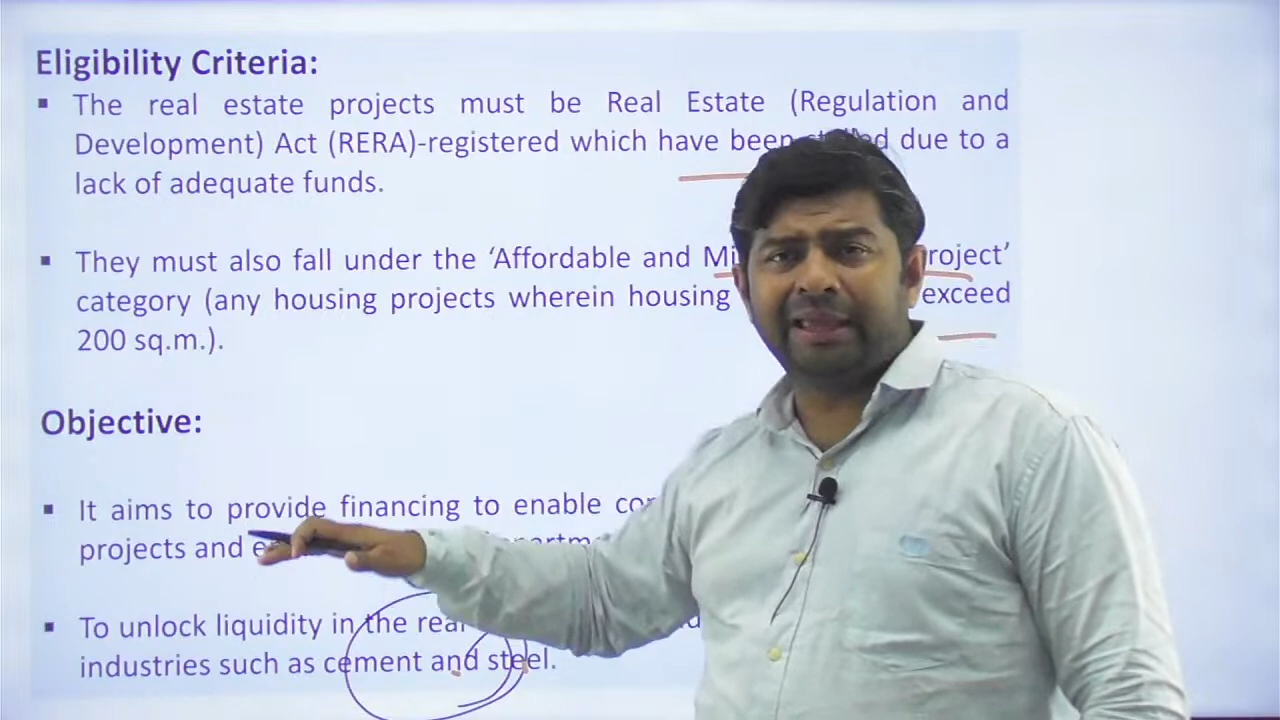 Eligibility Criteria:
▪ The real estate projects must be Real Estate (Regulation and
Development) Act (RERA)-registered which have been due to a
lack of adequate funds.
▪ They must also fall under the ‘Affordable and roject’
category (any housing projects wherein housing exceed
200 sq.m.).
Objective:
▪ It aims to provide financing to enable
projects and
▪ To unlock liquidity in the real
industries such as cement and steel.